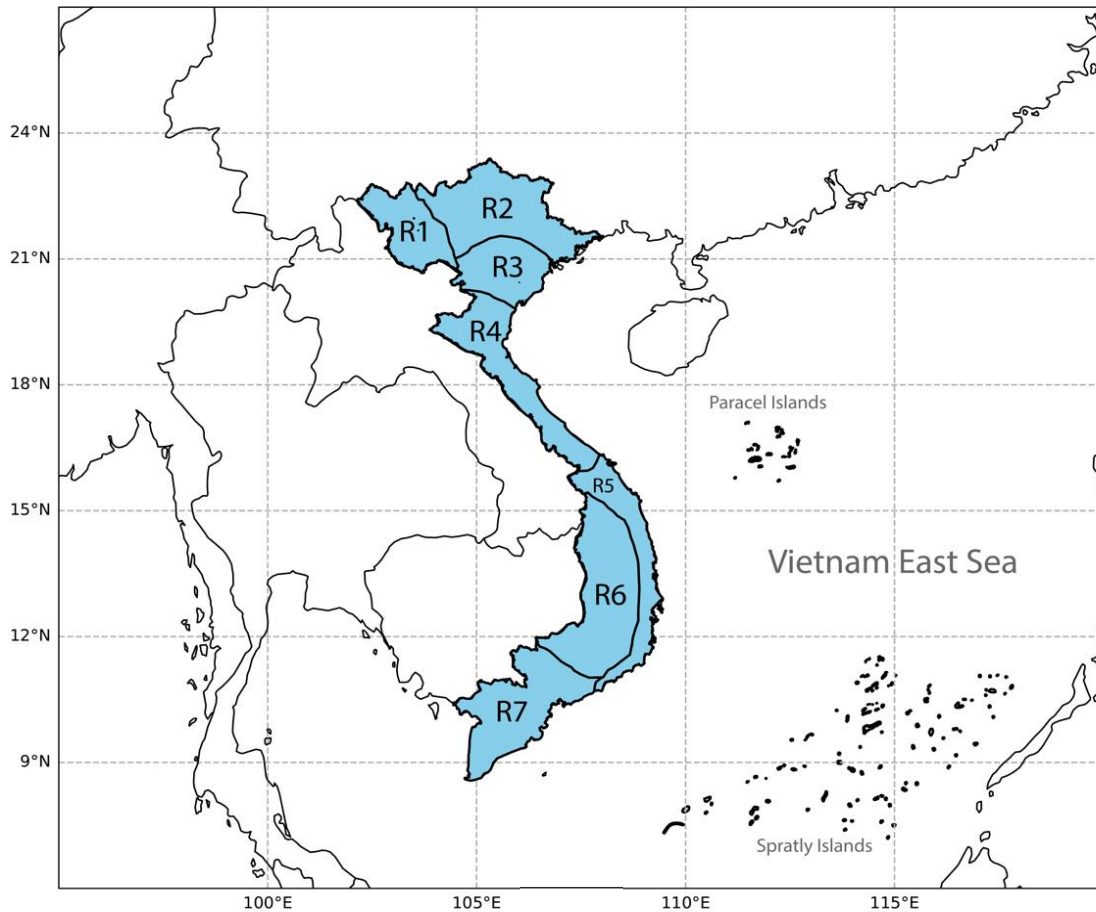 24°N
21°N
18°N
15°N
12°N
9°N
R1
R2
R3
R4
R5
R6
R7
Paracel Islands
Vietnam East Sea
Spratly Islands
100°E
105°E
110°E
115°E